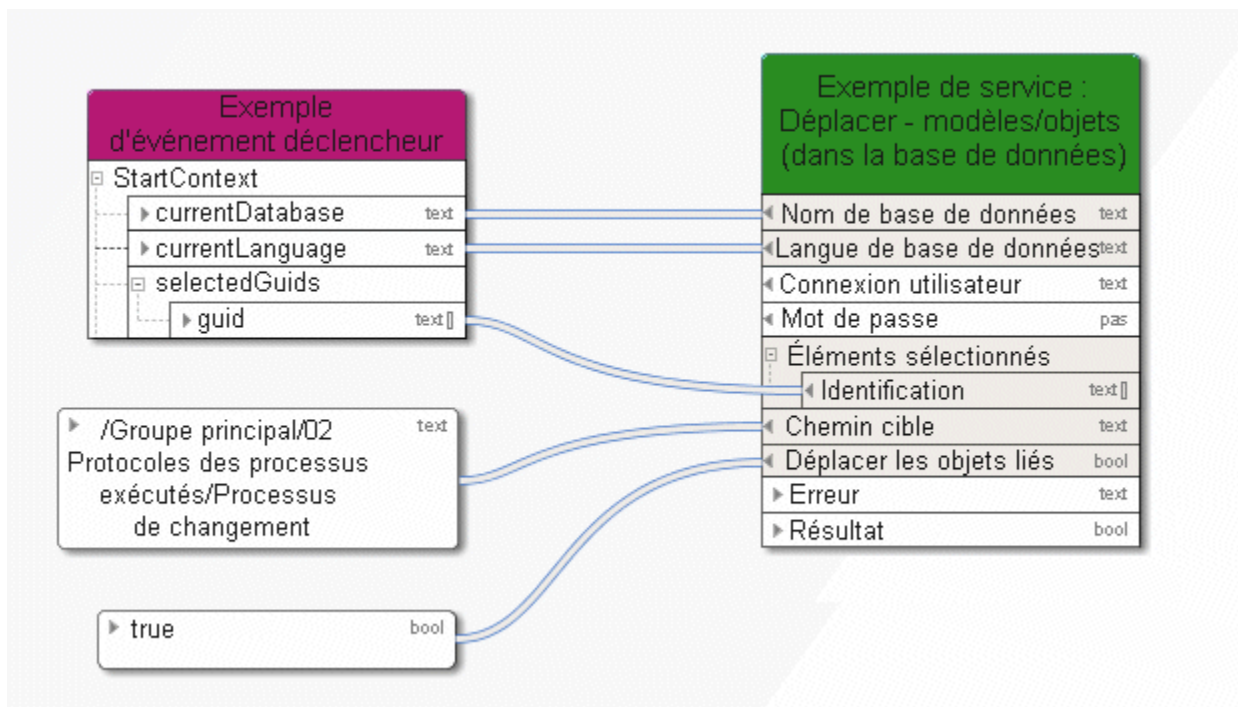 Exemple
d'événement déclencheur
StartContext
currentDatabase text
currentLanguage text
selectedGuids
guid text[]
/Groupe principal/02 text
Protocoles des processus
exécutés/Processus
de changement
true bool
Exemple de service :
Déplacer - modèles/objets
(dans la base de données)
Nom de base de données text
Langue de base de données text
Connexion utilisateur text
Mot de passe pas
Éléments sélectionnés
Identification text[]
Chemin cible text
Déplacer les objets liés bool
Erreur text
Résultat bool